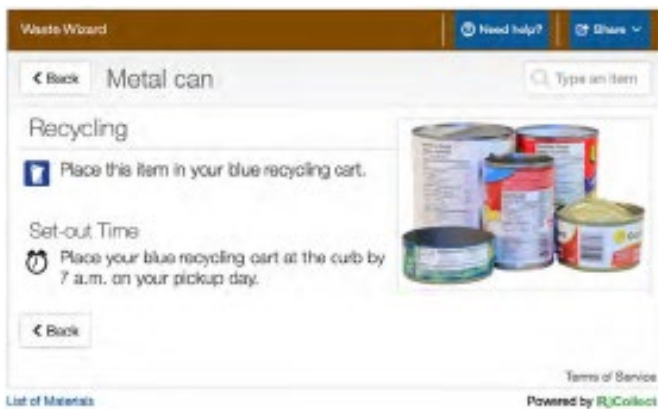 Waste Wizard
Need help?
Share
Back
Metal can
Type an item
Recycling
Place this item in your blue recycling cart.
Set-out Time
Place your blue recycling cart at the curb by
7 a.m. on your pickup day.
Back
Terms of Service
List of Materials
Powered by